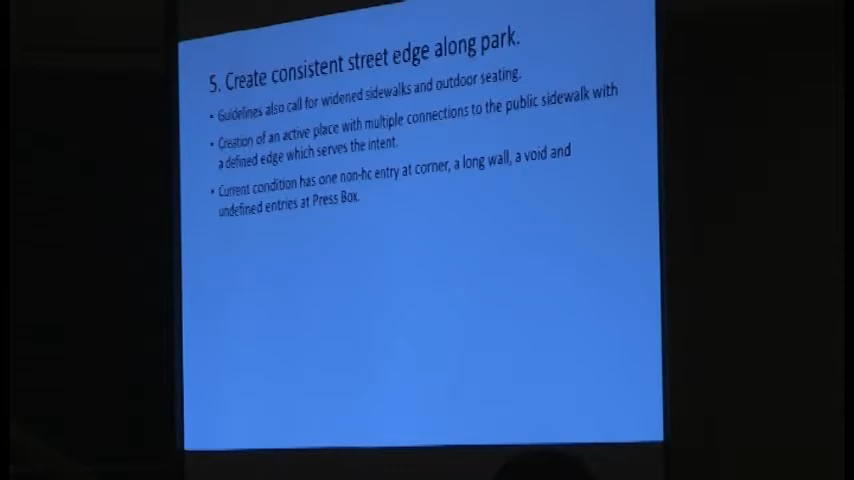 5. Create consistent street edge along park.
• Guidelines also call for widened sidewalks and outdoor seating.
• Creation of an active place with multiple connections to the public sidewalk with
a defined edge which serves the intent.
• Current condition has one non-hc entry at corner, a long wall, a void and
undefined entries at Press Box.